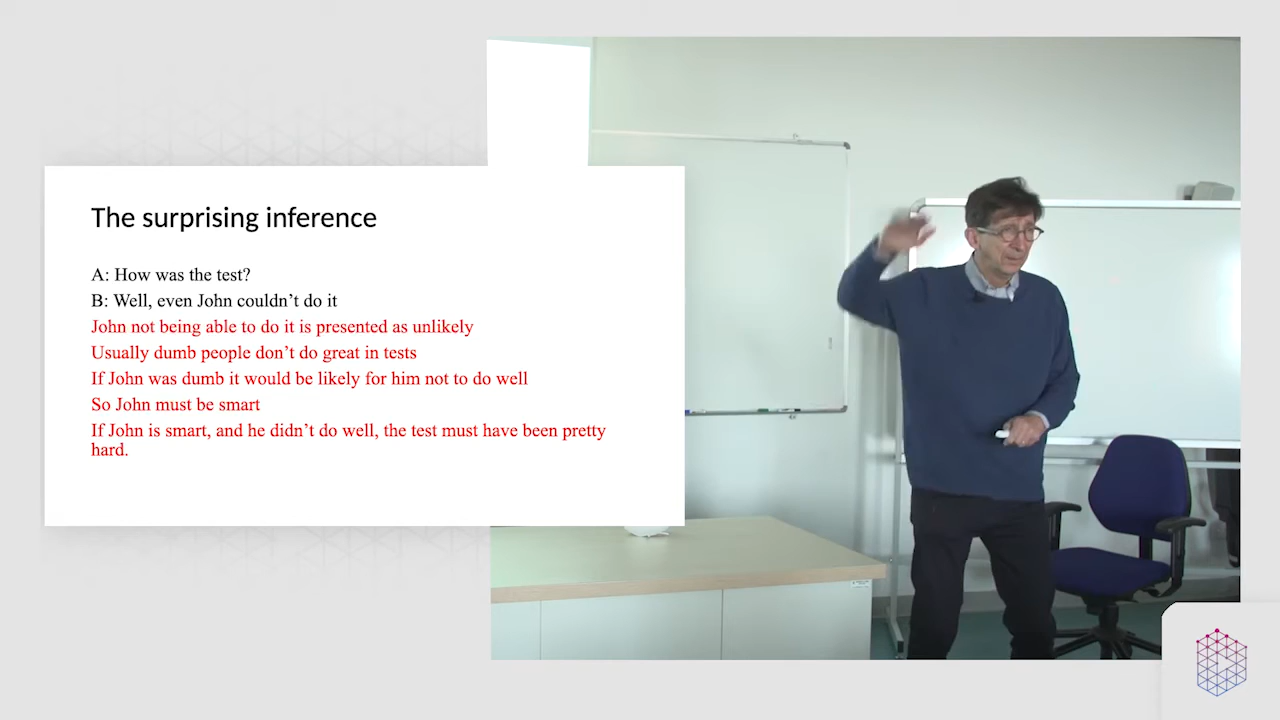 The surprising inference
A: How was the test?
B: Well, even John couldn’t do it
John not being able to do it is presented as unlikely
Usually dumb people don’t do great in tests
If John was dumb it would be likely for him not to do well
So John must be smart
If John is smart, and he didn’t do well, the test must have been pretty
hard.